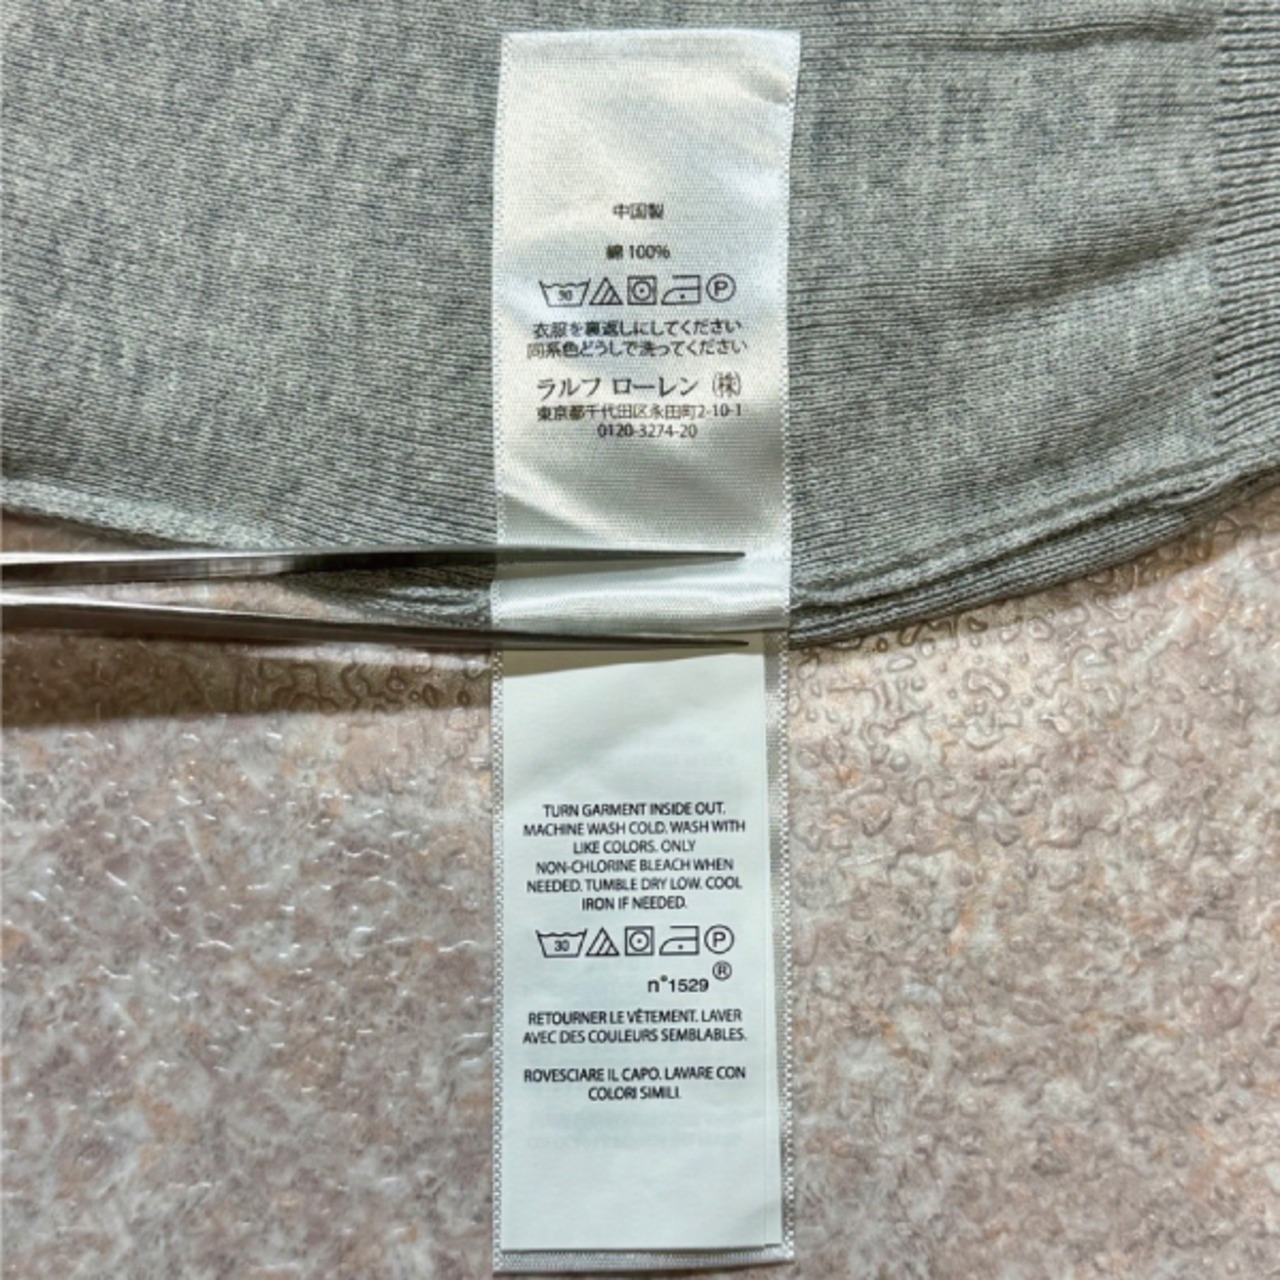 中国製
綿 100%
30 P
衣服を裏返しにしてください
同系色どうしで洗ってください
ラルフ ローレン ㈱
東京都千代田区永田町2-10-1
0120-3274-20
TURN GARMENT INSIDE OUT.
MACHINE WASH COLD. WASH WITH
LIKE COLORS. ONLY
NON-CHLORINE BLEACH WHEN
NEEDED. TUMBLE DRY LOW. COOL
IRON IF NEEDED.
30 P
n°1529®
RETOURNER LE VÊTEMENT. LAVER
AVEC DES COULEURS SEMBLABLES.
ROVESCIARE IL CAPO. LAVARE CON
COLORI SIMILI.